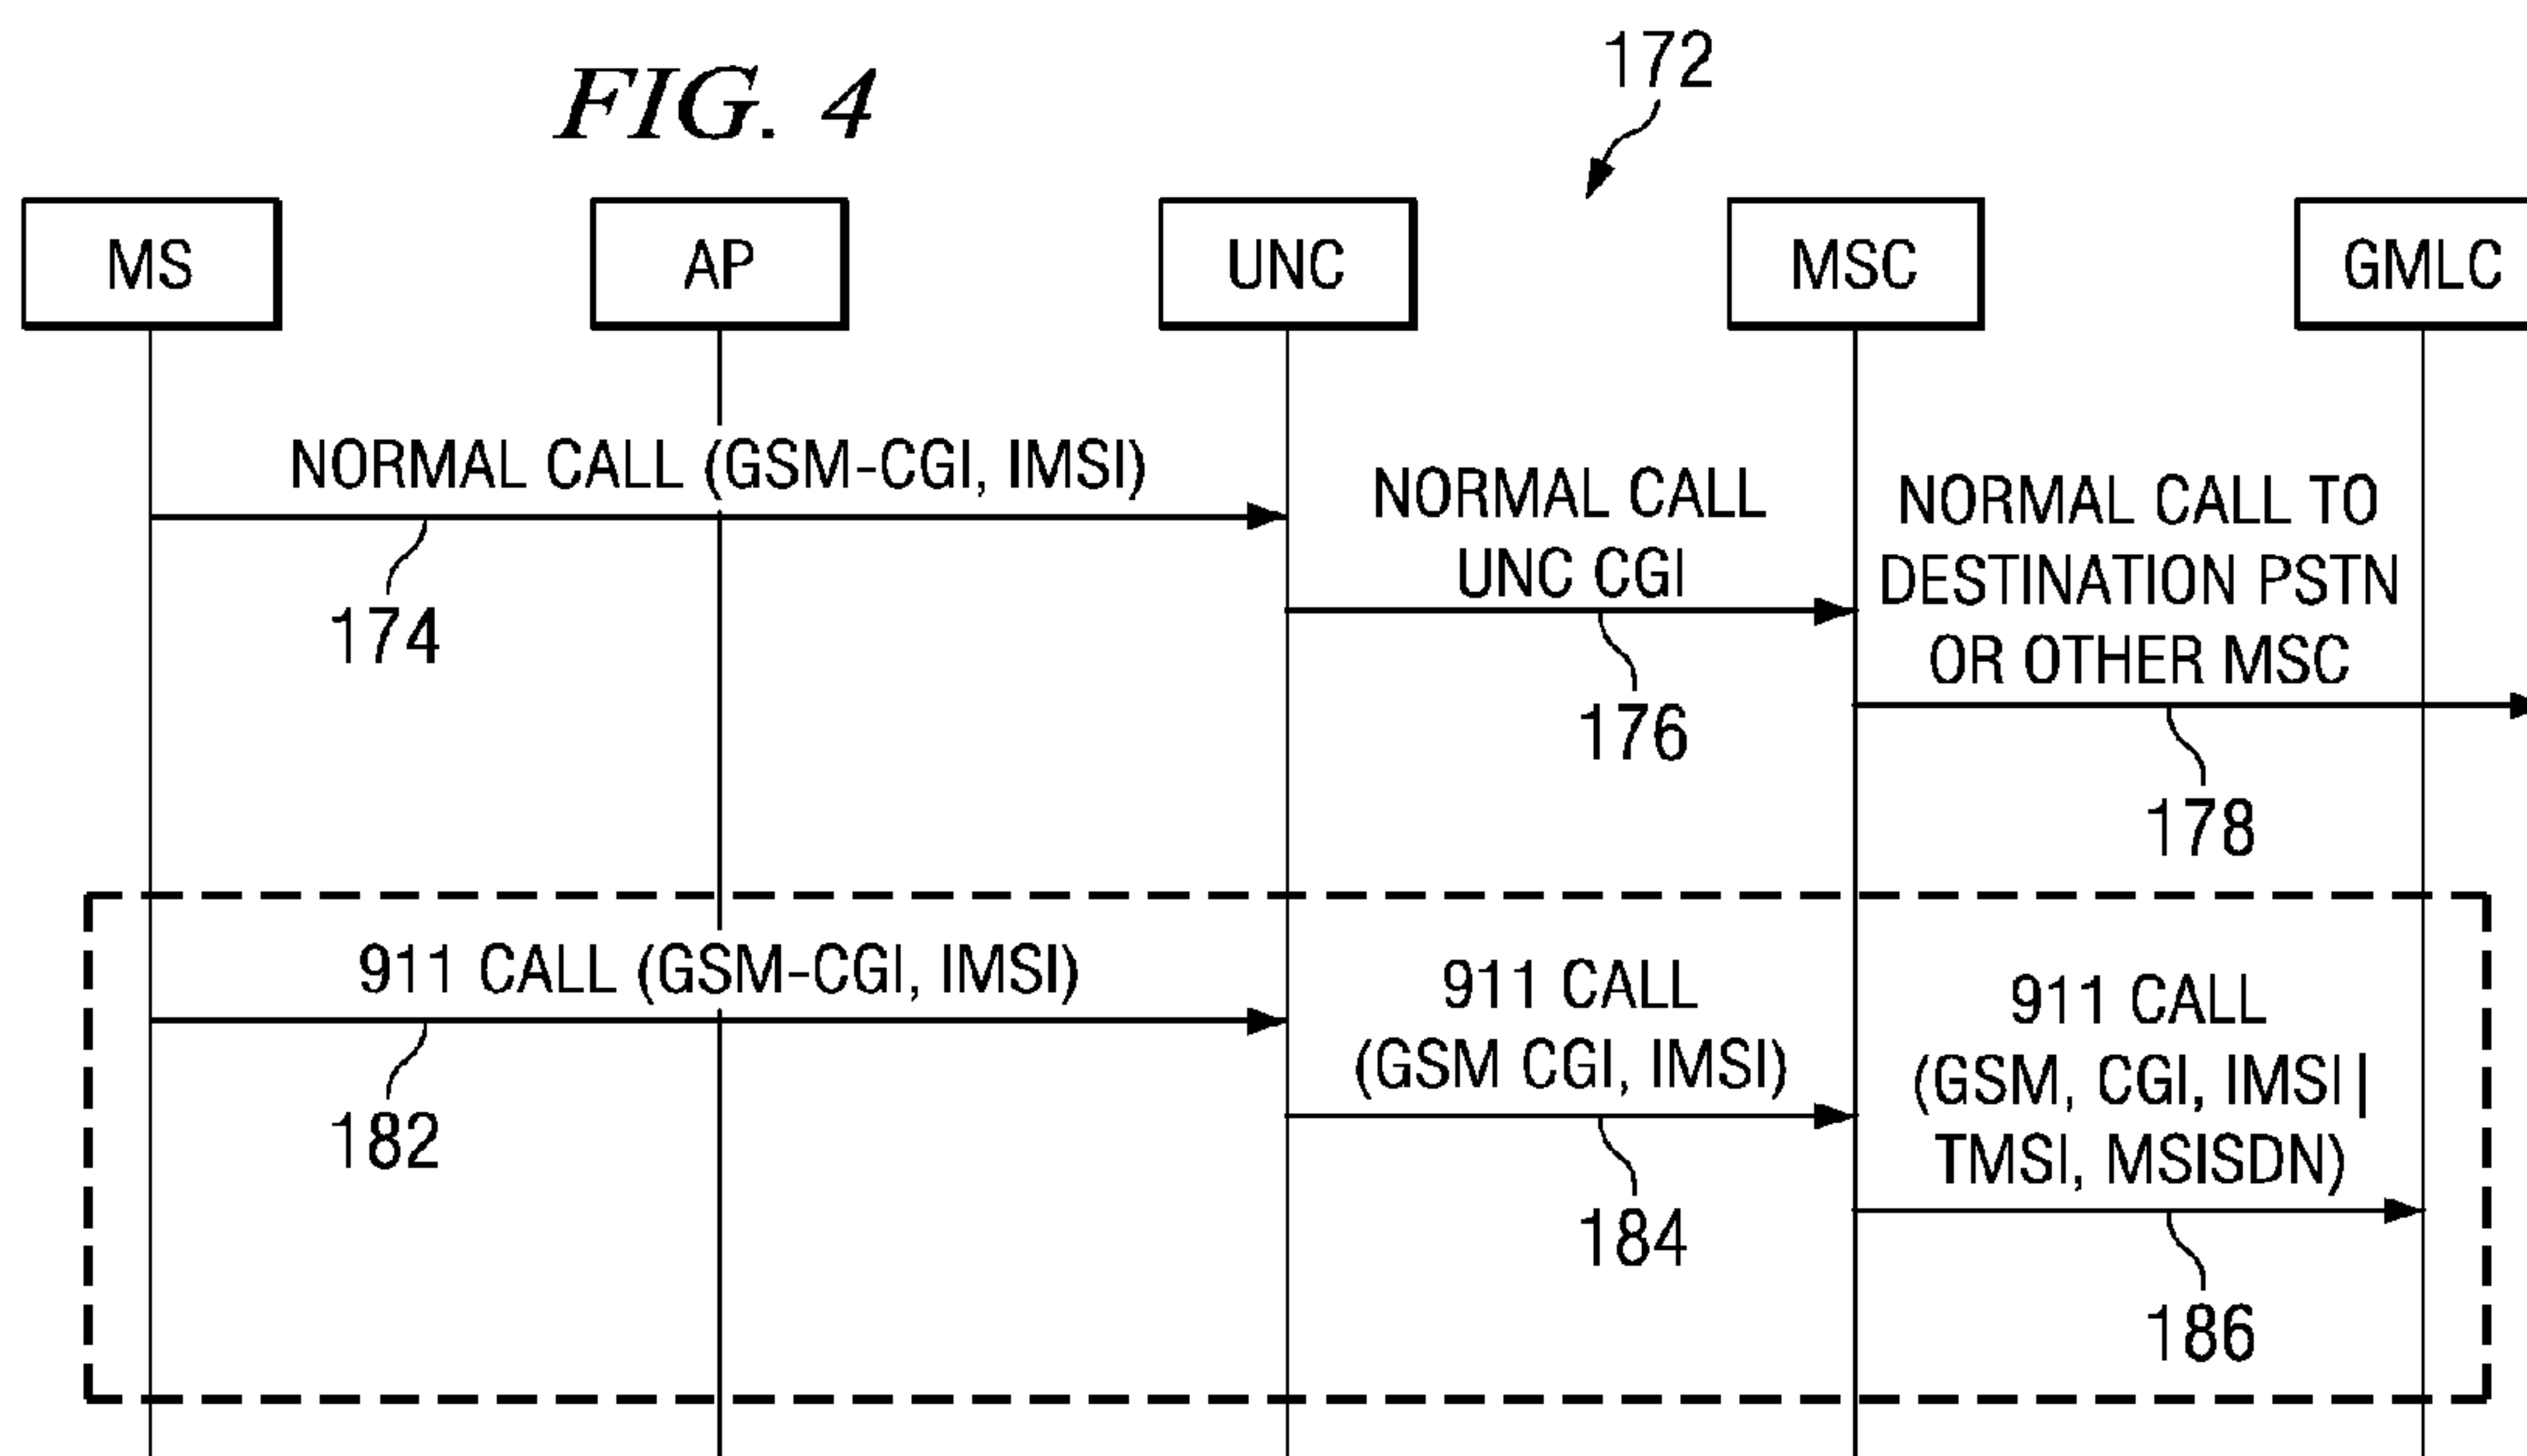 FIG. 4
172
MS
AP
UNC
MSC
GMLC
NORMAL CALL (GSM-CGI, IMSI)
174
NORMAL CALL
UNC CGI
176
NORMAL CALL TO
DESTINATION PSTN
OR OTHER MSC
178
911 CALL (GSM-CGI, IMSI)
182
911 CALL
(GSM CGI, IMSI)
184
911 CALL
(GSM, CGI, IMSI |
TMSI, MSISDN)
186